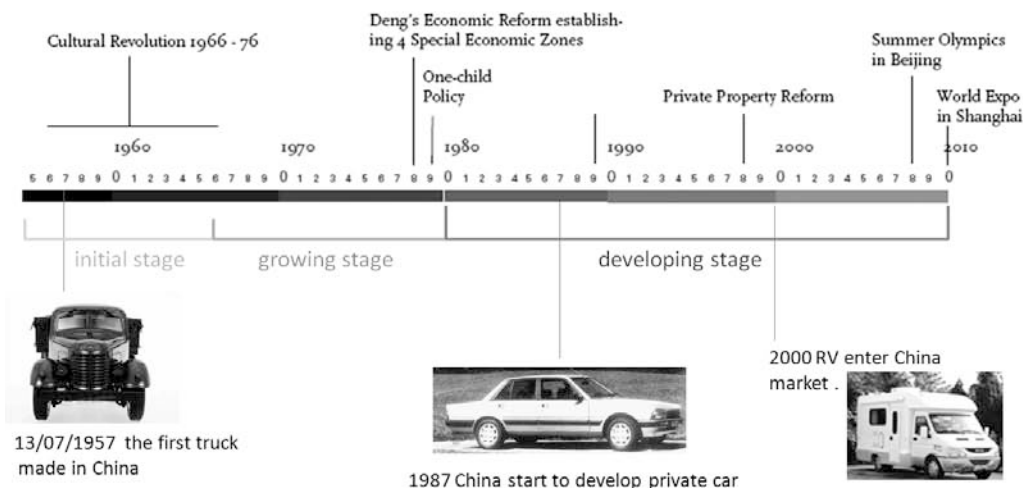 Cultural Revolution 1966 - 76
Deng's Economic Reform establish-
ing 4 Special Economic Zones
One-child
Policy
Private Property Reform
Summer Olympics
in Beijing
World Expo
in Shanghai
1960 1970 1980 1990 2000 2010
5 6 7 8 9 0 1 2 3 4 5 6 7 8 9 0 1 2 3 4 5 6 7 8 9 0 1 2 3 4 5 6 7 8 9 0 1 2 3 4 5 6 7 8 9 0 1 2 3 4 5 6 7 8 9 0
initial stage growing stage developing stage
13/07/1957 the first truck
made in China
1987 China start to develop private car
2000 RV enter China
market .